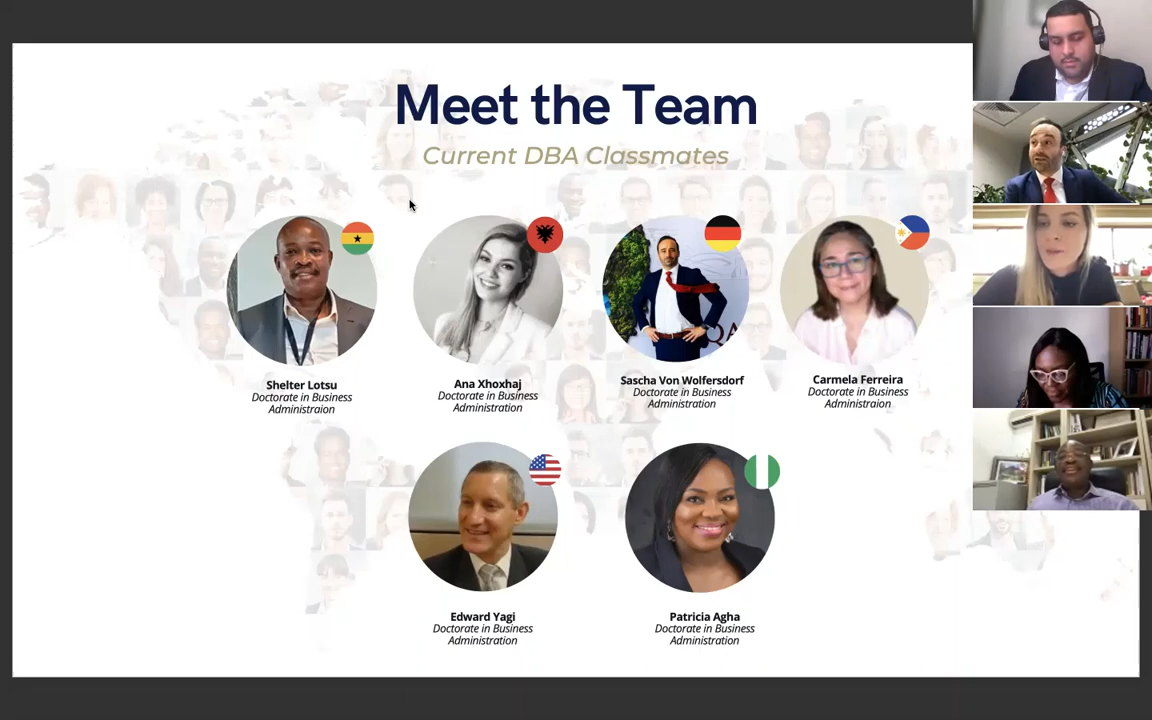 Meet the Team
Current DBA Classmates
Shelter Lotsu
Doctorate in Business
Administraion
Ana Xhoxhaj
Doctorate in Business
Administration
Sascha Von Wolfersdorf
Doctorate in Business
Administration
Carmela Ferreira
Doctorate in Business
Administraion
Edward Yagi
Doctorate in Business
Administration
Patricia Agha
Doctorate in Business
Administration